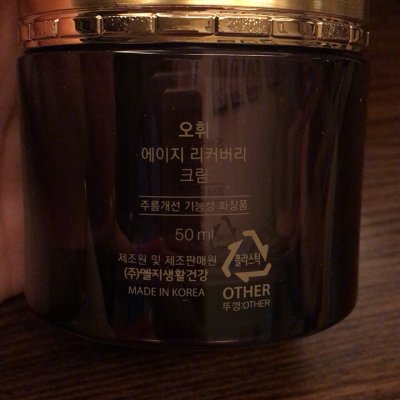 오휘
에이지 리커버리
크림
주름개선 기능성 화장품
50 ml
제조원 및 제조판매원
(주)엘지생활건강
MADE IN KOREA
플라스틱
OTHER
뚜껑:OTHER